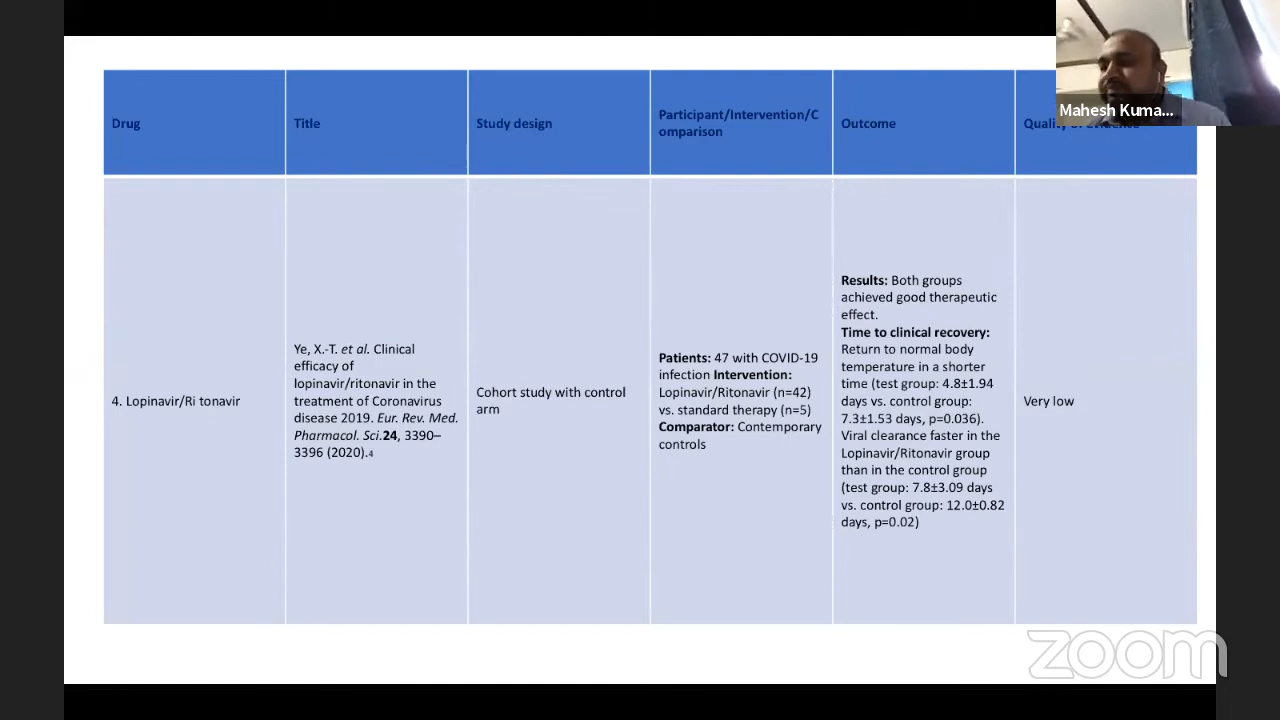 Mahesh Kuma...
Drug
Title
Study design
Participant/Intervention/C
omparison
Outcome
Quality of evidence
4. Lopinavir/Ri tonavir
Ye, X.-T. et al. Clinical
efficacy of
lopinavir/ritonavir in the
treatment of Coronavirus
disease 2019. Eur. Rev. Med.
Pharmacol. Sci.24, 3390–
3396 (2020).4
Cohort study with control
arm
Patients: 47 with COVID-19
infection Intervention:
Lopinavir/Ritonavir (n=42)
vs. standard therapy (n=5)
Comparator: Contemporary
controls
Results: Both groups
achieved good therapeutic
effect.
Time to clinical recovery:
Return to normal body
temperature in a shorter
time (test group: 4.8±1.94
days vs. control group:
7.3±1.53 days, p=0.036).
Viral clearance faster in the
Lopinavir/Ritonavir group
than in the control group
(test group: 7.8±3.09 days
vs. control group: 12.0±0.82
days, p=0.02)
Very low
zoom